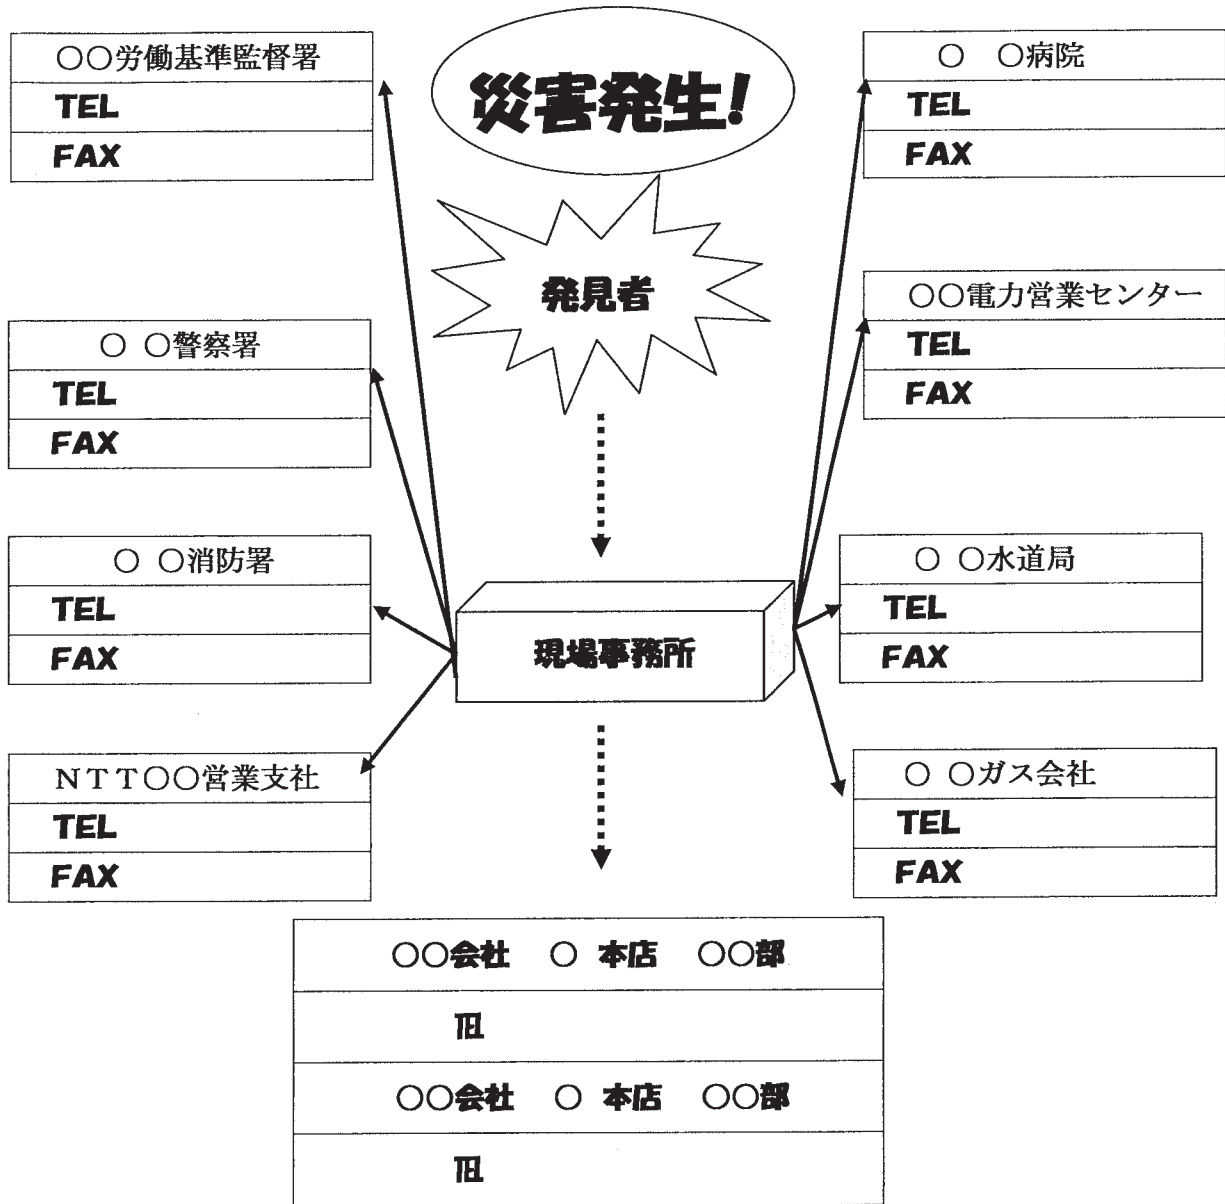 災害発生!
発見者
○○労働基準監督署
TEL
FAX
○ ○警察署
TEL
FAX
○ ○消防署
TEL
FAX
NTT○○営業支社
TEL
FAX
○ ○病院
TEL
FAX
○○電力営業センター
TEL
FAX
○ ○水道局
TEL
FAX
○ ○ガス会社
TEL
FAX
現場事務所
○○会社 ○ 本店 ○○部
TEL
○○会社 ○ 本店 ○○部
TEL